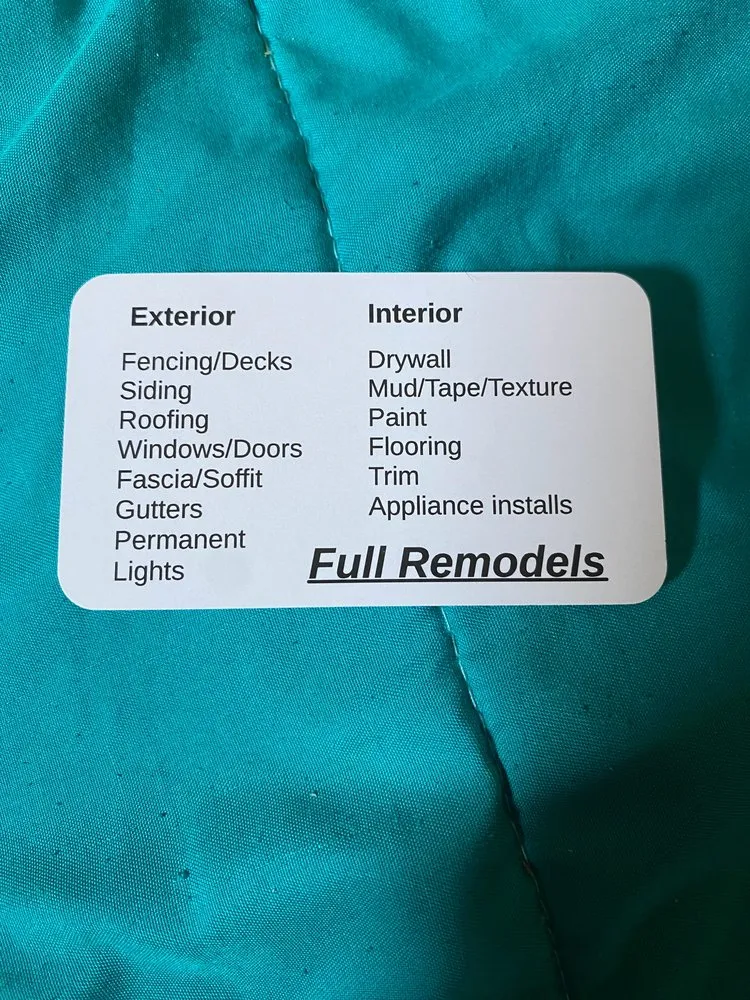 Exterior
Fencing/Decks
Siding
Roofing
Windows/Doors
Fascia/Soffit
Gutters
Permanent
Lights
Interior
Drywall
Mud/Tape/Texture
Paint
Flooring
Trim
Appliance installs
Full Remodels